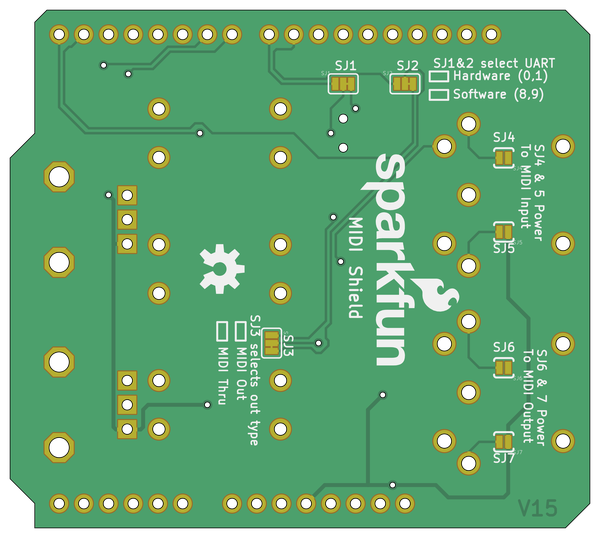 SJ1
SJ2
SJ1&2 select UART
Hardware (0,1)
Software (8,9)
SJ4
SJ4 & 5 Power
To MIDI Input
SJ5
sparkfun
MIDI Shield
SJ3
SJ3 selects out type
MIDI Out
MIDI Thru
SJ6
SJ6 & 7 Power
To MIDI Output
SJ7
V15